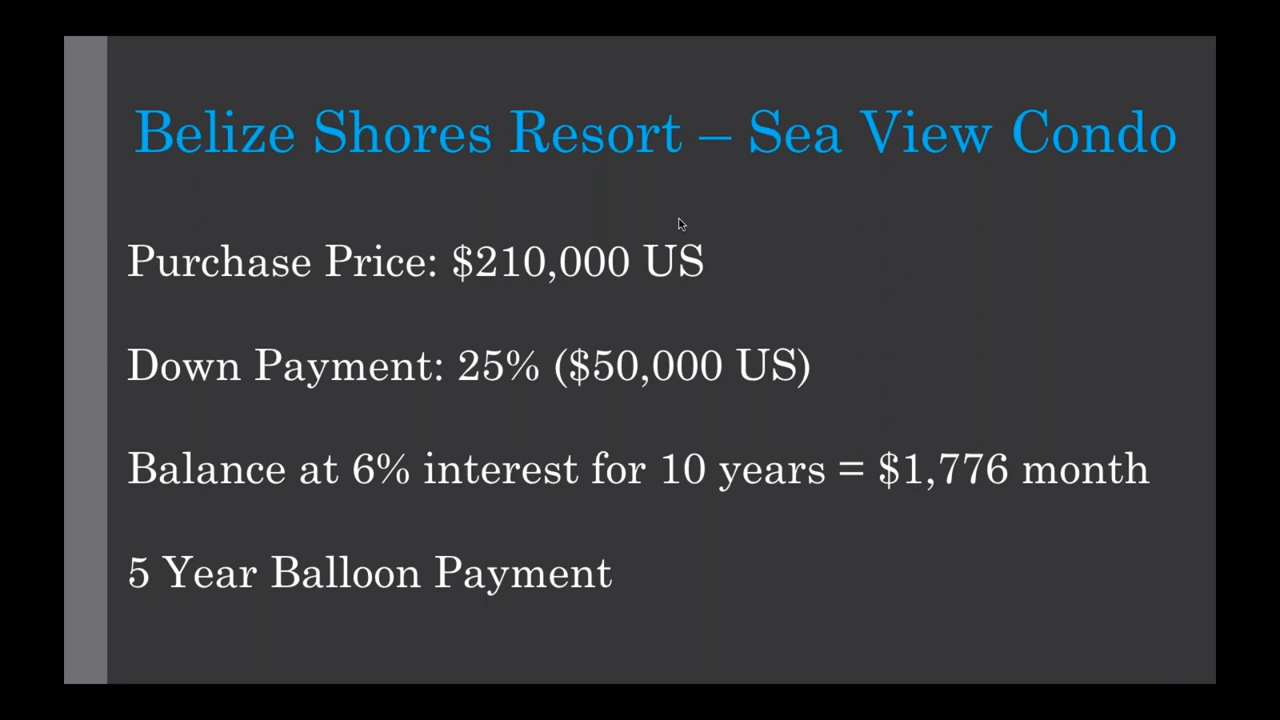 Belize Shores Resort – Sea View Condo
Purchase Price: $210,000 US
Down Payment: 25% ($50,000 US)
Balance at 6% interest for 10 years = $1,776 month
5 Year Balloon Payment